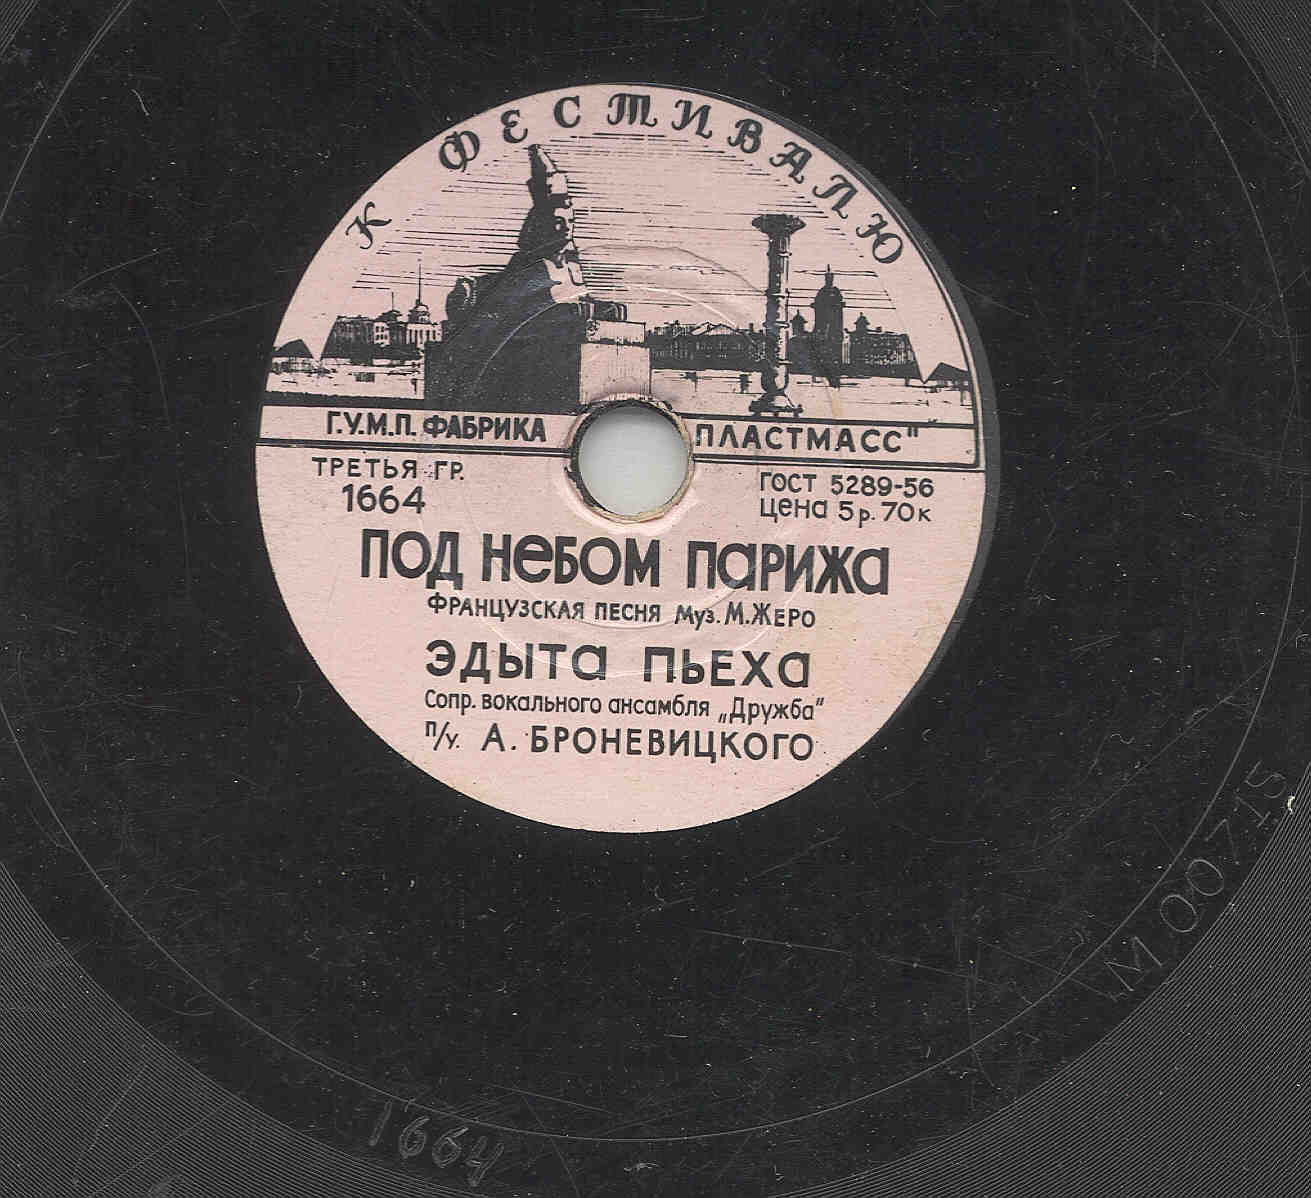 К ФЕСТИВАЛЮ
Г.У.М.П. ФАБРИКА ПЛАСТМАСС"
ТРЕТЬЯ ГР.
1664
ГОСТ 5289-56
Цена 5р. 70к
ПОД НЕБОМ ПАРИЖА
ФРАНЦУЗСКАЯ ПЕСНЯ Муз. М. ЖЕРО
ЭДЫТА ПЬЕХА
Сопр. вокального ансамбля „Дружба"
п/у. А. БРОНЕВИЦКОГО
М 00715
1664